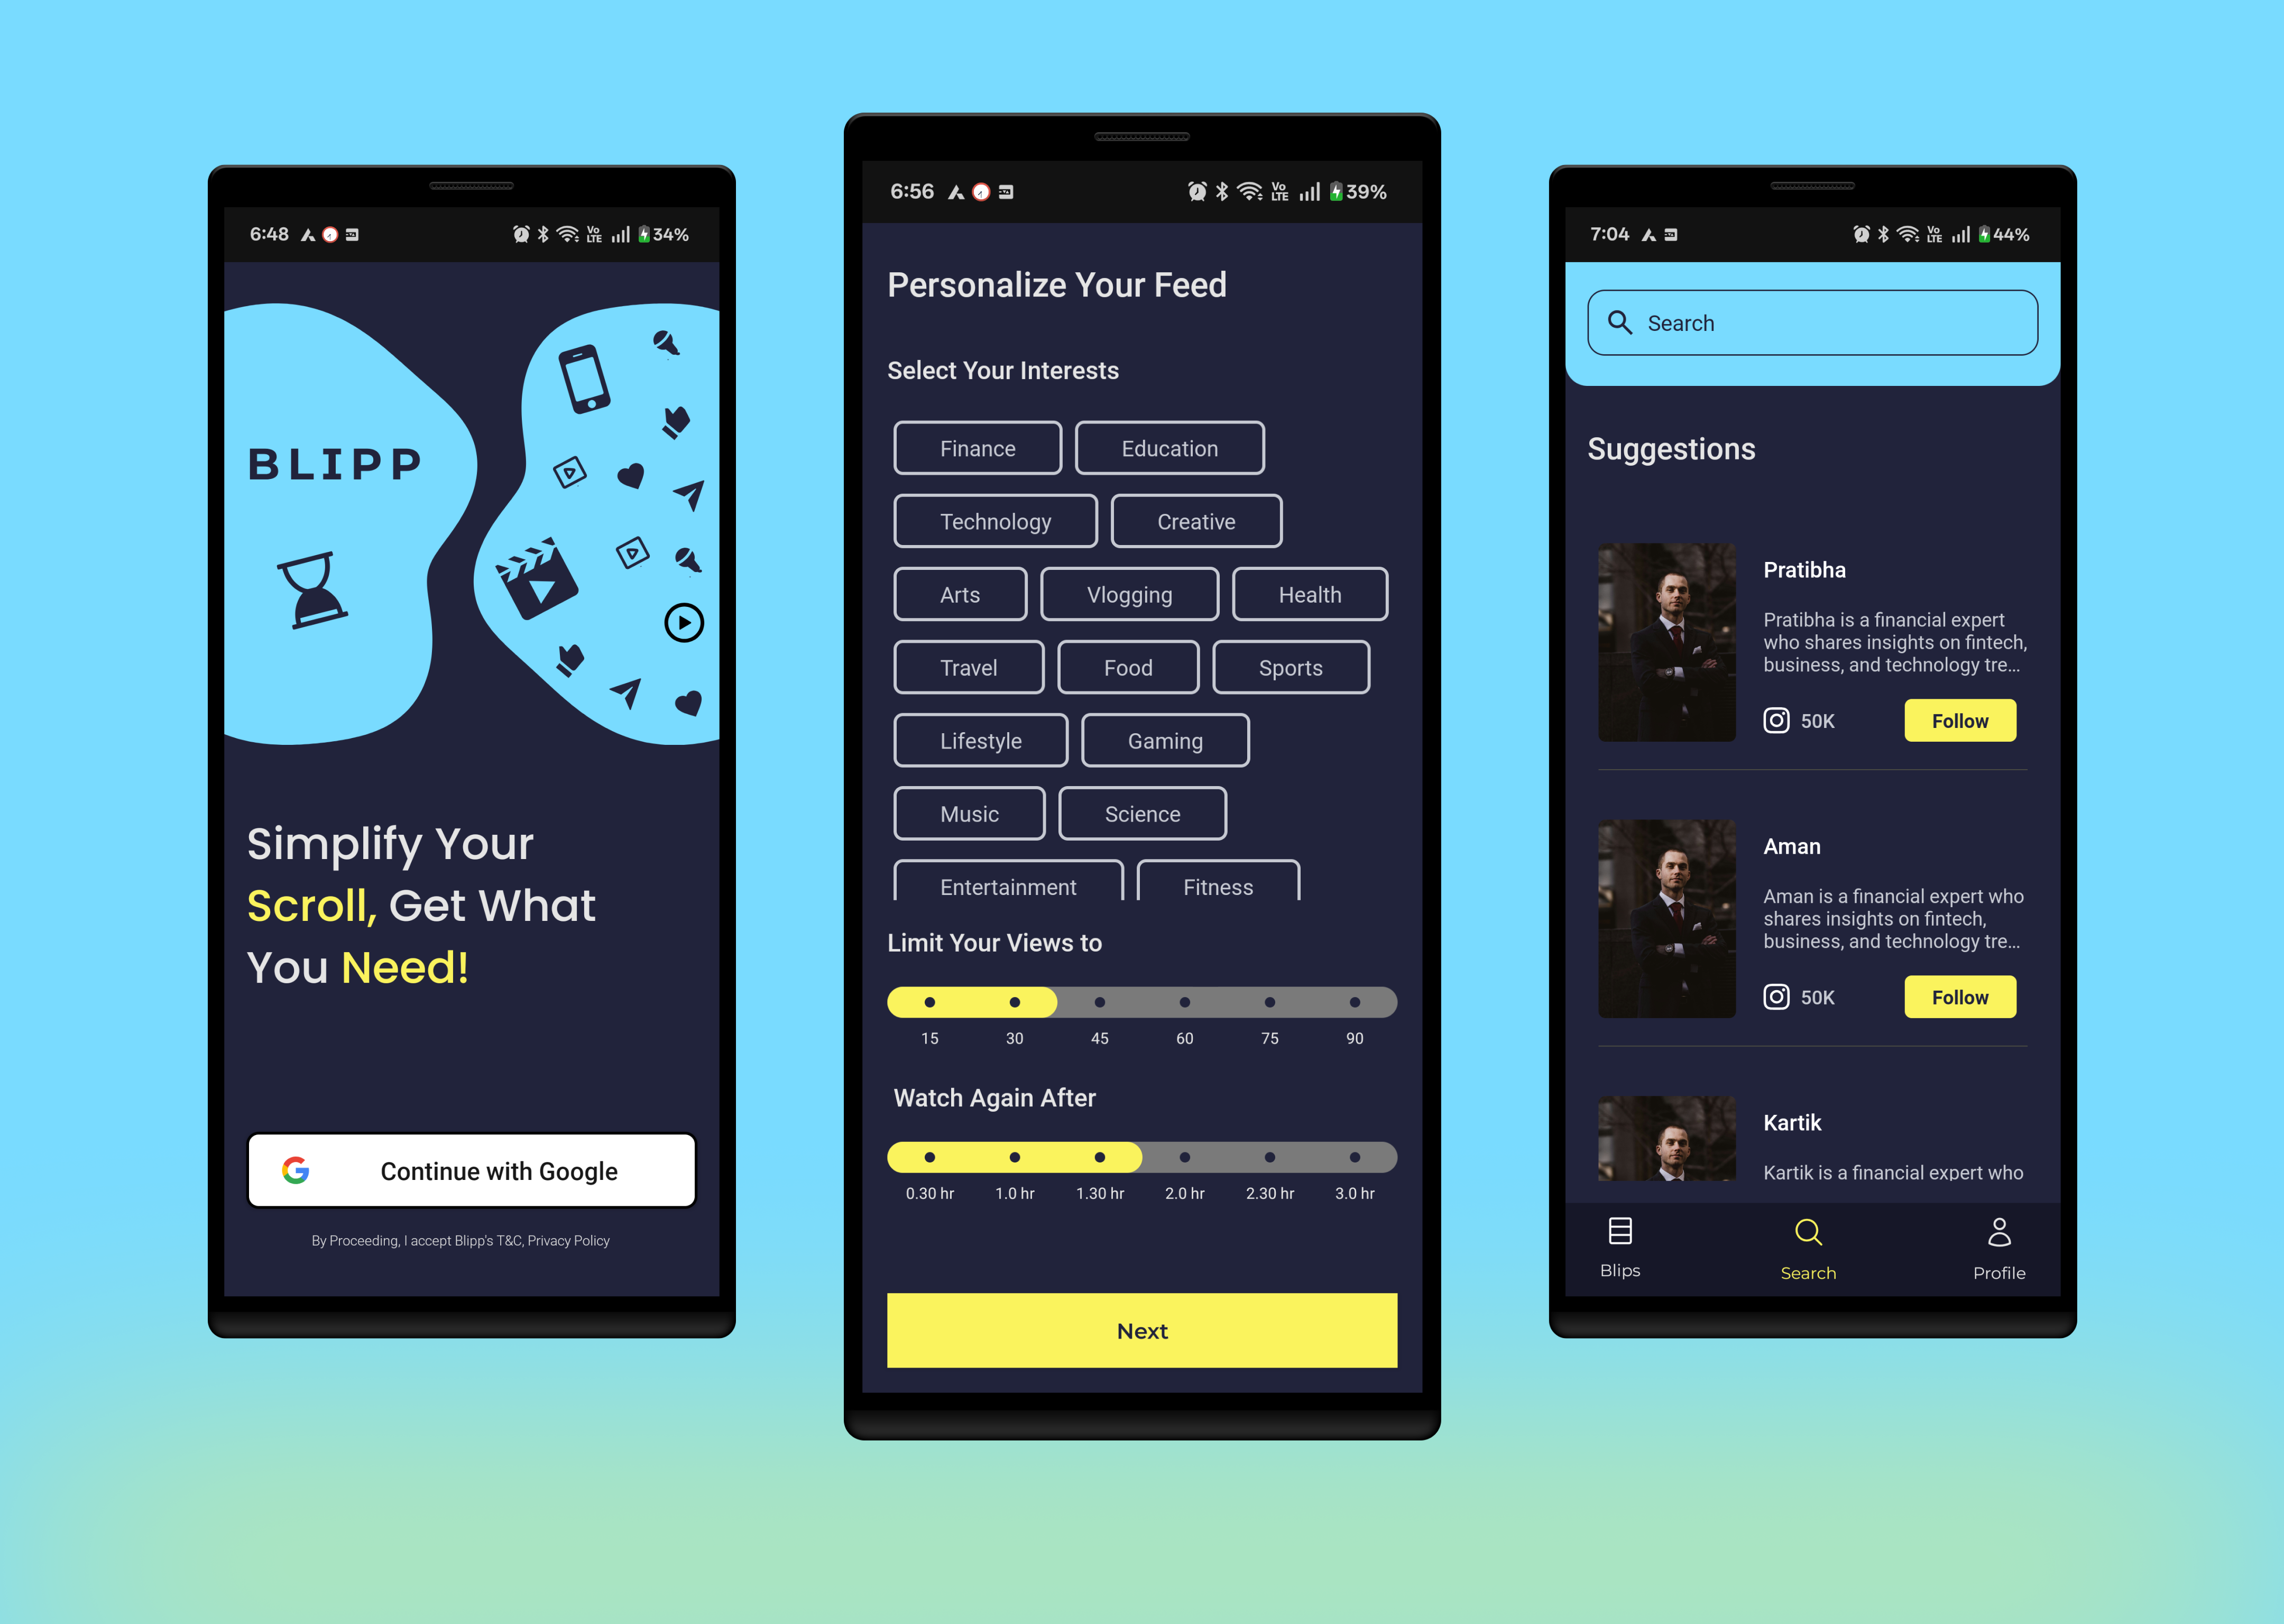 6:48
Vo
LTE
34%
BLIPP
Simplify Your
Scroll, Get What
You Need!
Continue with Google
By Proceeding, I accept Blipp's T&C, Privacy Policy
6:56
Vo
LTE
39%
Personalize Your Feed
Select Your Interests
Finance Education
Technology Creative
Arts Vlogging Health
Travel Food Sports
Lifestyle Gaming
Music Science
Entertainment Fitness
Limit Your Views to
15 30 45 60 75 90
Watch Again After
0.30 hr 1.0 hr 1.30 hr 2.0 hr 2.30 hr 3.0 hr
Next
7:04
Vo
LTE
44%
Search
Suggestions
Pratibha
Pratibha is a financial expert
who shares insights on fintech,
business, and technology tre...
50K Follow
Aman
Aman is a financial expert who
shares insights on fintech,
business, and technology tre...
50K Follow
Kartik
Kartik is a financial expert who
Blips Search Profile